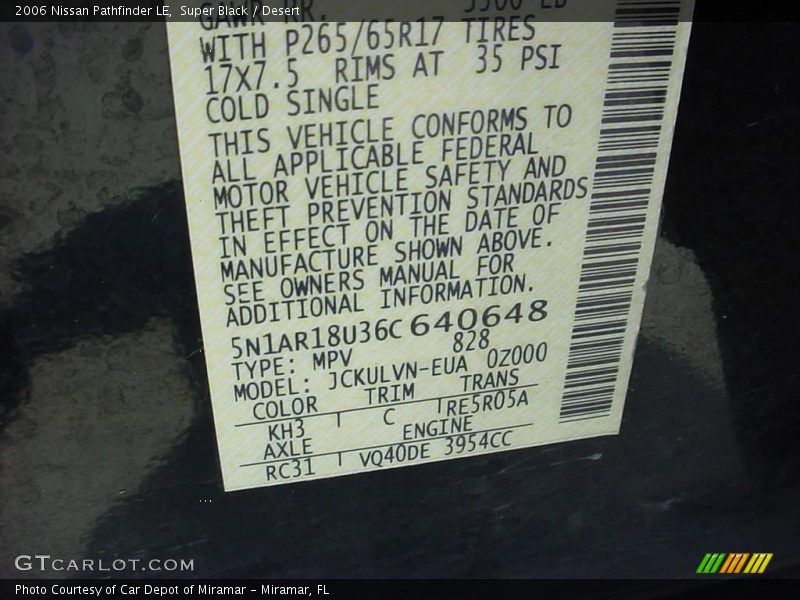 2006 Nissan Pathfinder LE, Super Black / Desert
GAWR RR. 3500 LB
WITH P265/65R17 TIRES
17X7.5 RIMS AT 35 PSI
COLD SINGLE
THIS VEHICLE CONFORMS TO
ALL APPLICABLE FEDERAL
MOTOR VEHICLE SAFETY AND
THEFT PREVENTION STANDARDS
IN EFFECT ON THE DATE OF
MANUFACTURE SHOWN ABOVE.
SEE OWNERS MANUAL FOR
ADDITIONAL INFORMATION.
5N1AR18U36C640648
TYPE: MPV 828
MODEL: JCKULVN-EUA 0Z000
COLOR TRIM TRANS
KH3 C RE5R05A
AXLE ENGINE
RC31 VQ40DE 3954CC
GTCARLOT.COM
Photo Courtesy of Car Depot of Miramar - Miramar, FL